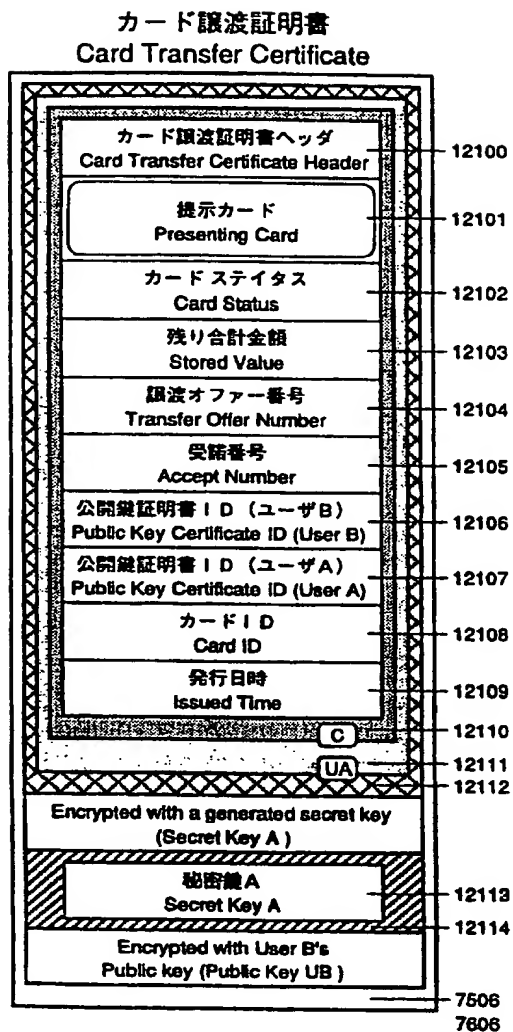 カード譲渡証明書
Card Transfer Certificate
カード譲渡証明書ヘッダ
Card Transfer Certificate Header
12100
提示カード
Presenting Card
12101
カード ステイタス
Card Status
12102
残り合計金額
Stored Value
12103
譲渡オファー番号
Transfer Offer Number
12104
受諾番号
Accept Number
12105
公開鍵証明書ID(ユーザB)
Public Key Certificate ID (User B)
12106
公開鍵証明書ID(ユーザA)
Public Key Certificate ID (User A)
12107
カードID
Card ID
12108
発行日時
Issued Time
12109
C
12110
UA
12111
12112
Encrypted with a generated secret key
(Secret Key A )
秘密鍵A
Secret Key A
12113
12114
Encrypted with User B's
Public key (Public Key UB )
7506
7606